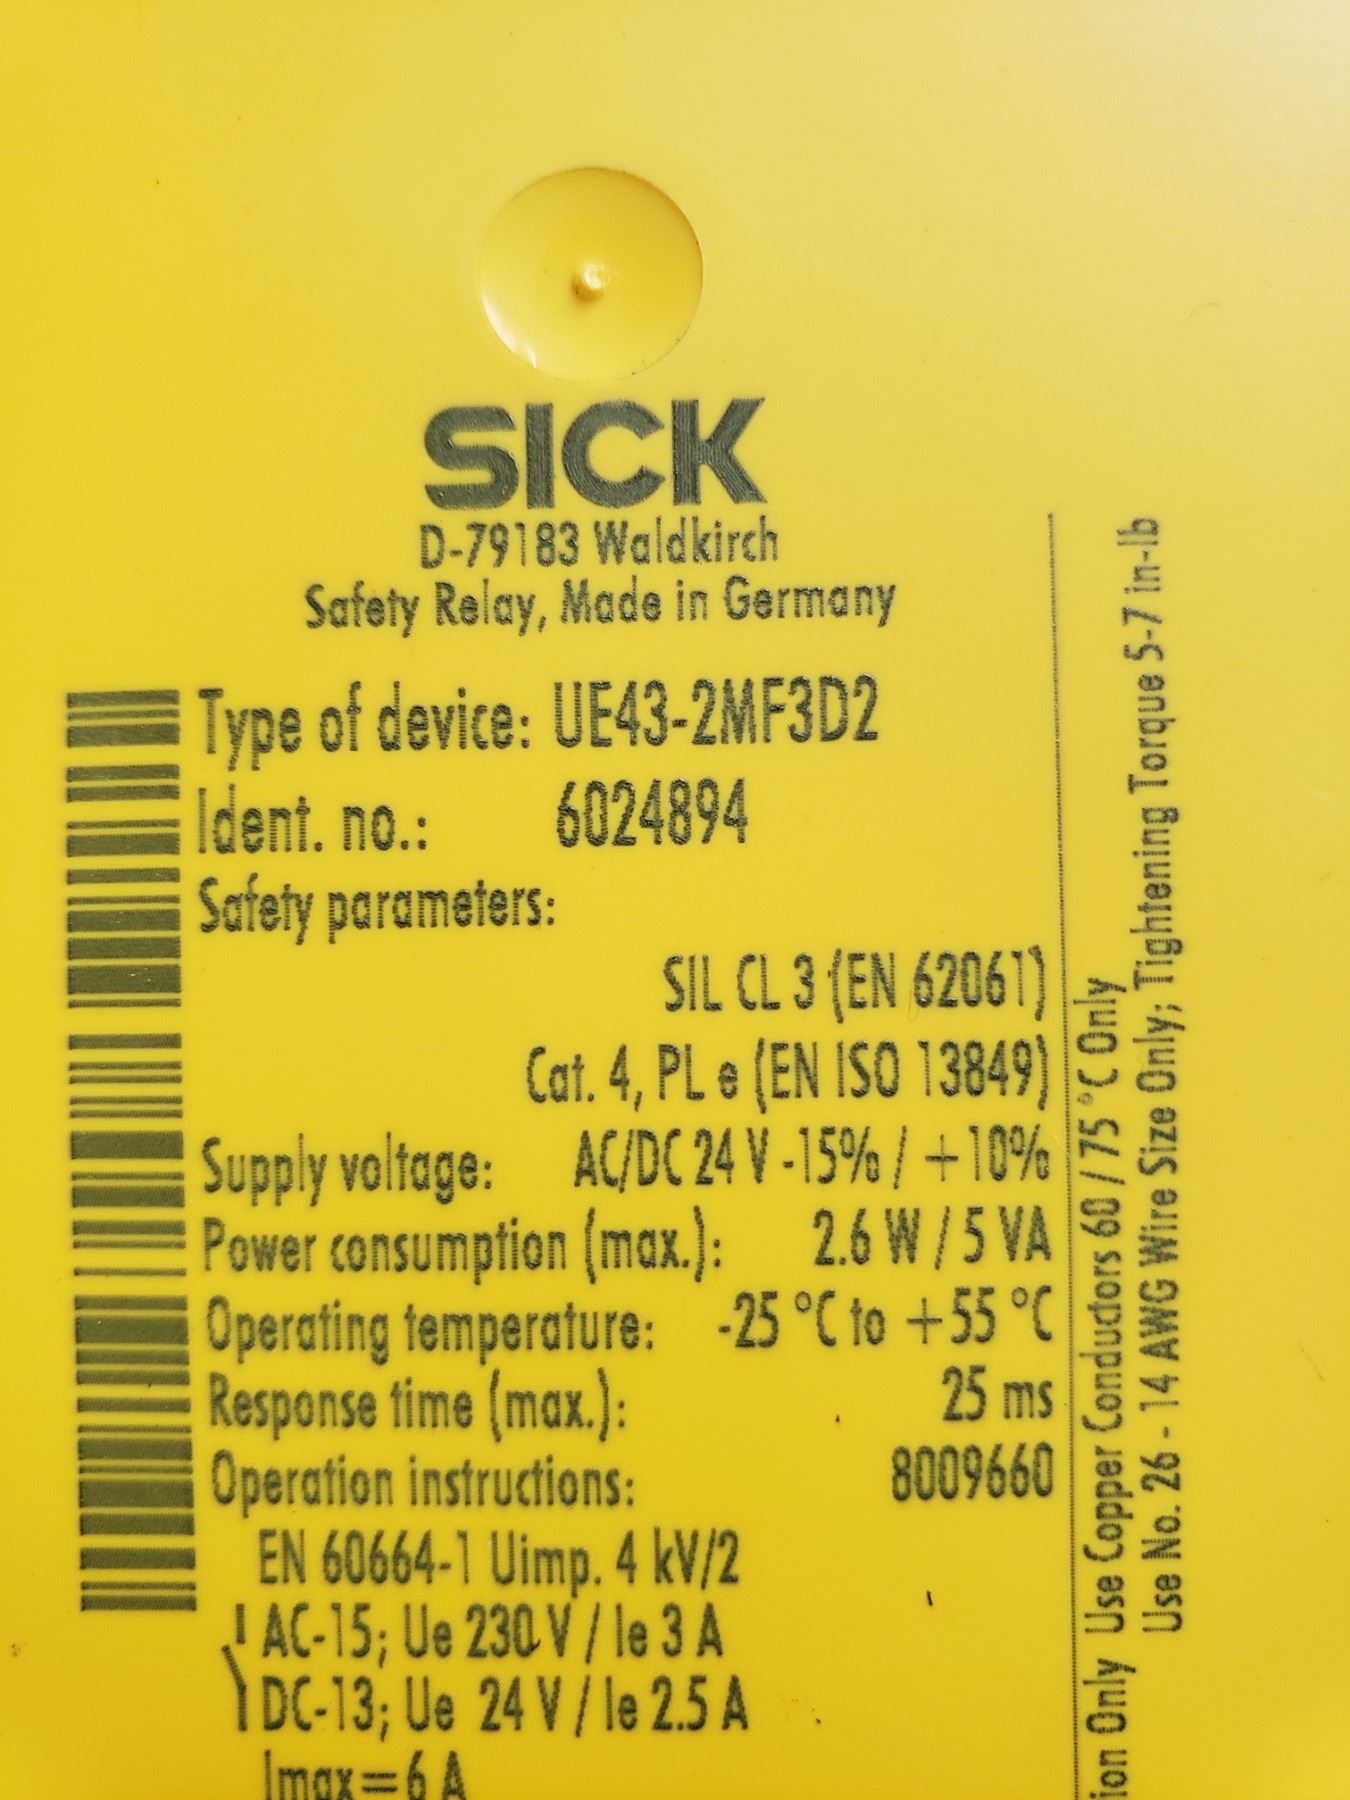 SICK
D-79183 Waldkirch
Safety Relay, Made in Germany
Type of device: UE43-2MF3D2
Ident. no.: 6024894
Safety parameters:
SIL CL 3 (EN 62061)
Cat. 4, PL e (EN ISO 13849)
Supply voltage: AC/DC 24 V -15% / +10%
Power consumption (max.): 2.6 W / 5 VA
Operating temperature: -25 °C to +55 °C
Response time (max.): 25 ms
Operation instructions: 8009660
EN 60664-1 Uimp. 4 kV/2
AC-15; Ue 230 V / Ie 3 A
DC-13; Ue 24 V / Ie 2.5 A
Imax=6 A
ion Only Use Copper Conductors 60 / 75 °C Only
Use No. 26 - 14 AWG Wire Size Only; Tightening Torque 5-7 in-lb